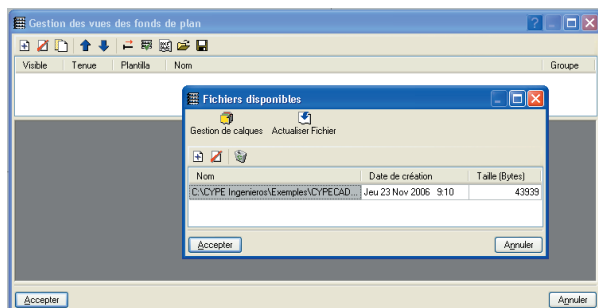 Gestion des vues des fonds de plan
Visible Tenue Plantilla Nom Groupe
Fichiers disponibles
Gestion de calques Actualiser Fichier
Nom Date de création Taille (Bytes)
C:\CYPE Ingenieros\Exemples\CYPECAD... Jeu 23 Nov 2006 9:10 43939
Accepter Annuler
Accepter Annuler